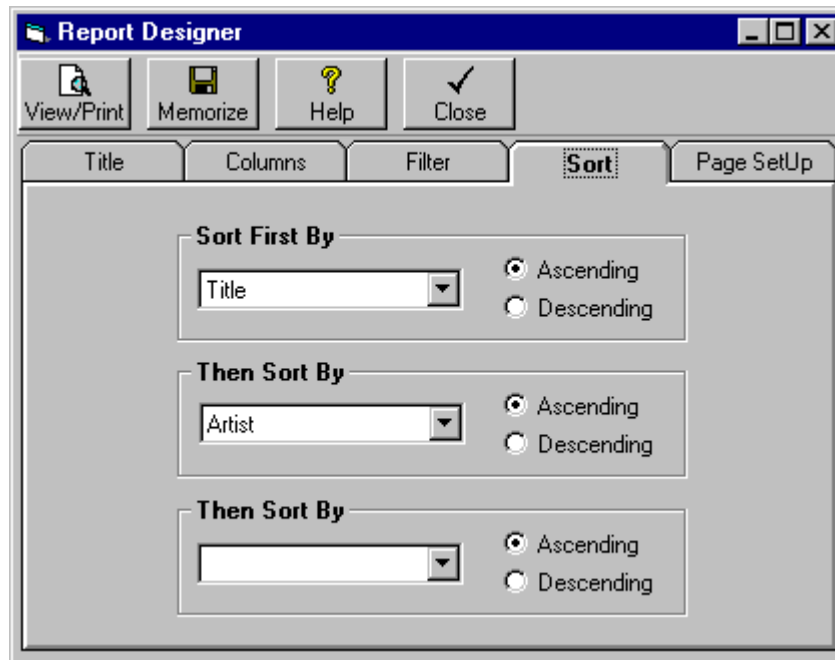 Report Designer
View/Print Memorize Help Close
Title Columns Filter Sort Page SetUp
Sort First By
Title
Ascending
Descending
Then Sort By
Artist
Ascending
Descending
Then Sort By
Ascending
Descending